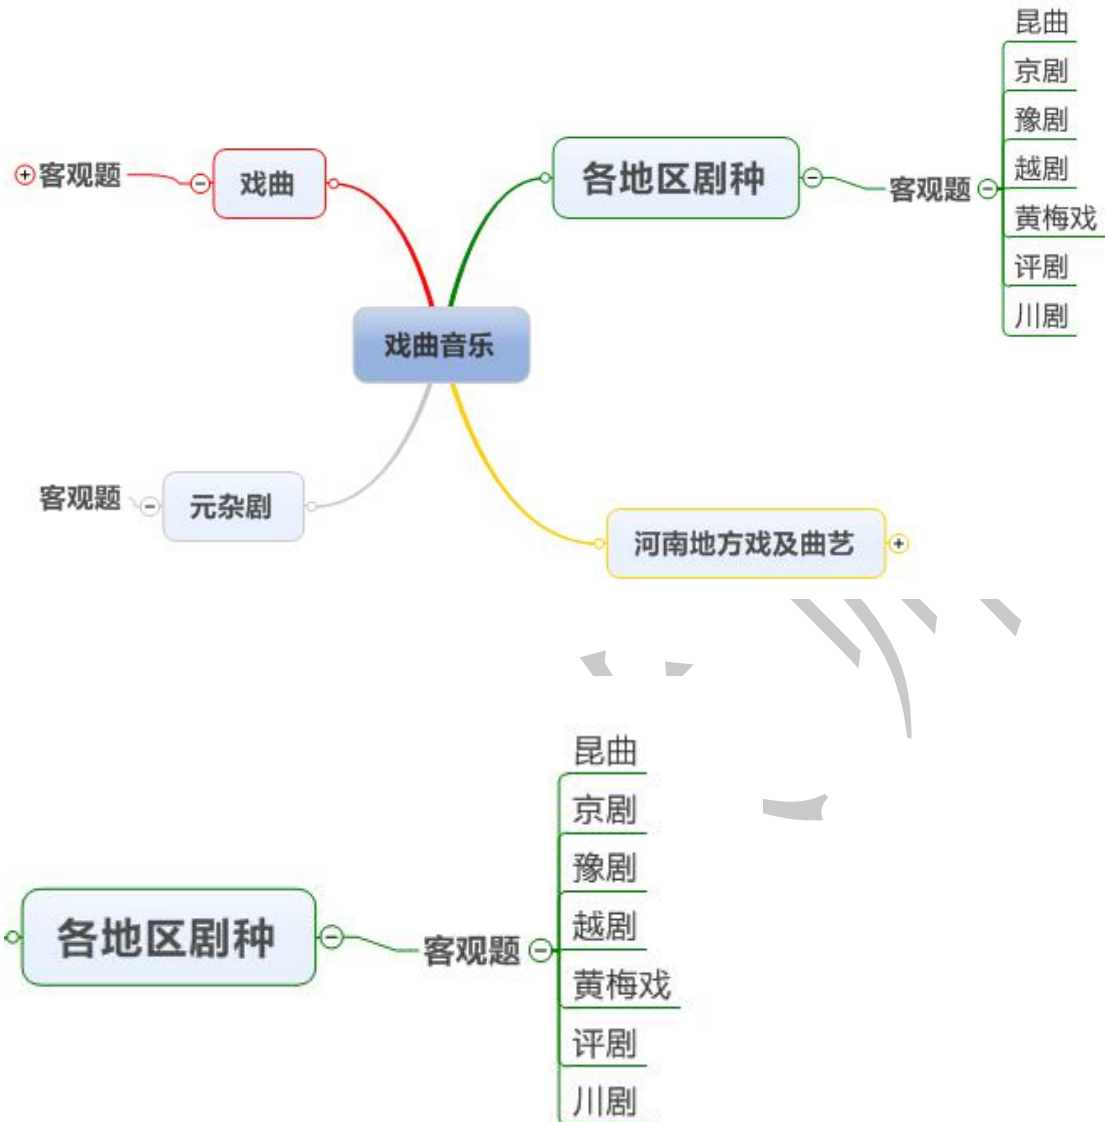 昆曲
京剧
豫剧
越剧
黄梅戏
评剧
川剧
客观题
戏曲
各地区剧种
客观题
戏曲音乐
客观题
元杂剧
河南地方戏及曲艺
昆曲
京剧
豫剧
越剧
黄梅戏
评剧
川剧
各地区剧种
客观题